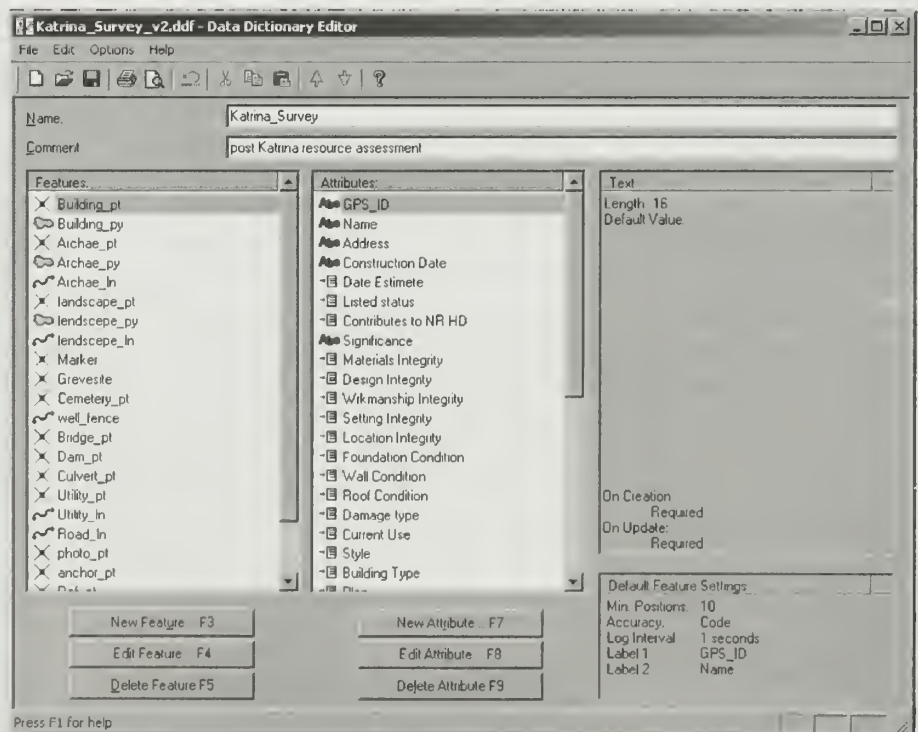 Katrina_Survey_v2.ddf - Data Dictionary Editor
File Edit Options Help
Name.
Katrina_Survey
Comment
post Katrina resource assessment
Features.
Building_pt
Building_py
Archae_pt
Archae_py
Archae_ln
landscape_pt
lendscepe_py
lendscepe_ln
Marker
Grevesite
Cemetery_pt
well_fence
Bridge_pt
Dam_pt
Culvert_pt
Utility_pt
Utility_ln
Road_ln
photo_pt
anchor_pt
New Feature F3
Edit Feature F4
Delete Feature F5
Attributes:
Abc GPS_ID
Abc Name
Abc Address
Abc Construction Date
Date Estimete
Listed status
Contributes to NR HD
Abc Significance
Materials Integrity
Design Integrity
Wrkmanship Integrity
Setting Integrity
Location Integrity
Foundation Condition
Wall Condition
Roof Condition
Damage type
Current Use
Style
Building Type
New Attribute .. F7
Edit Attribute F8
Delete Attribute F9
Text
Length 16
Default Value.
On Creation
Required
On Update:
Required
Default Feature Settings
Min. Positions. 10
Accuracy. Code
Log Interval 1 seconds
Label 1 GPS_ID
Label 2 Name
Press F1 for help